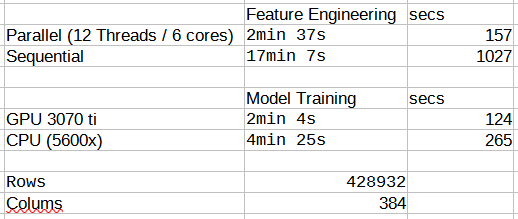 Feature Engineering secs
Parallel (12 Threads / 6 cores) 2min 37s 157
Sequential 17min 7s 1027
Model Training secs
GPU 3070 ti 2min 4s 124
CPU (5600x) 4min 25s 265
Rows 428932
Colums 384